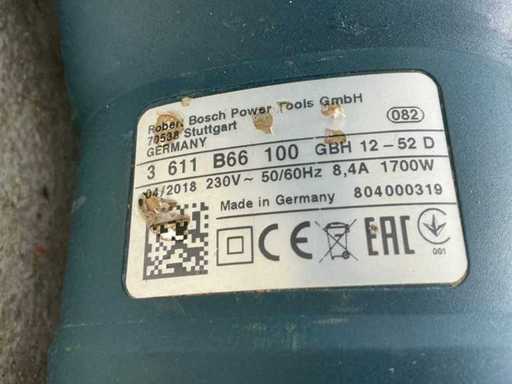 Robert Bosch Power Tools GmbH
70538 Stuttgart
GERMANY
082
3 611 B66 100 GBH 12-52 D
04/2018 230V~ 50/60Hz 8,4A 1700W
Made in Germany 804000319
CE EAC
001